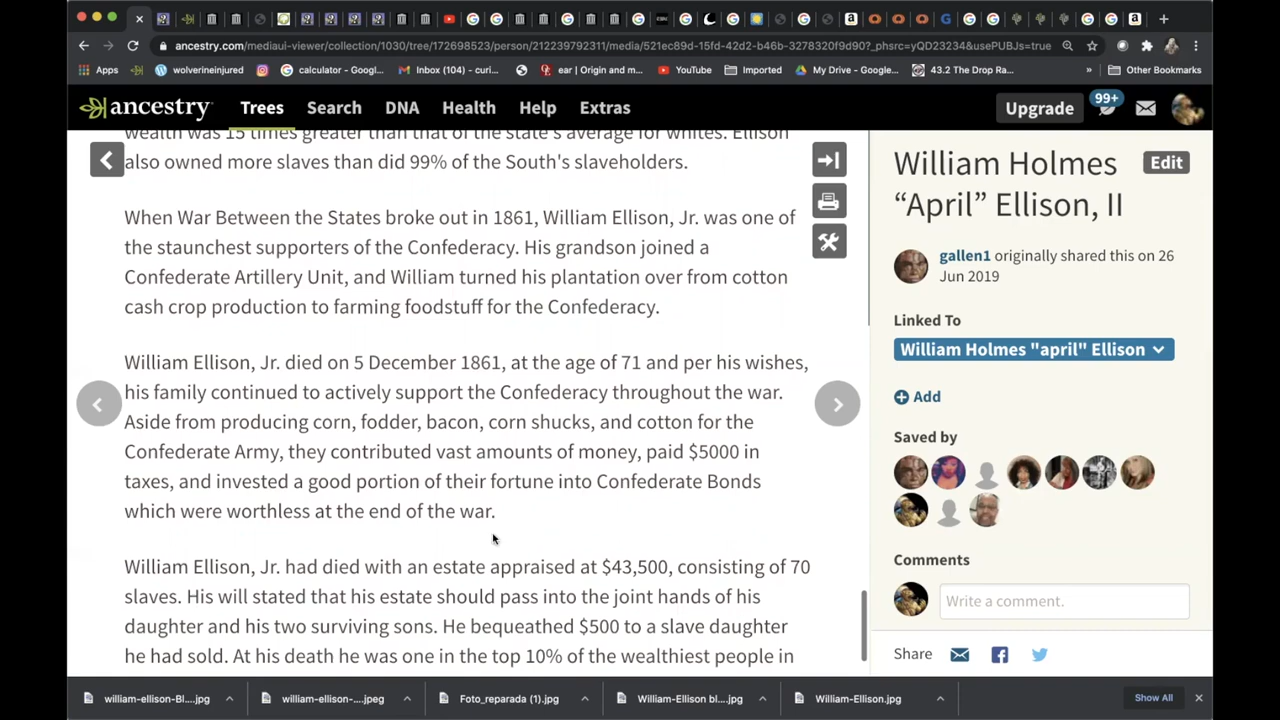 ancestry.com/mediaui-viewer/collection/1030/tree/172698523/person/212239792311/media/521ec89d-15fd-42d2-b46b-3278320f9d90?_phsrc=yQD23234&usePUBJs=true
Apps wolverineinjured calculator - Googl... Inbox (104) - curi... ear | Origin and m... YouTube Imported My Drive - Google... 43.2 The Drop Ra... » Other Bookmarks
ancestry Trees Search DNA Health Help Extras Upgrade 99+
wealth was 15 times greater than that of the state's average for whites. Ellison
also owned more slaves than did 99% of the South's slaveholders.
When War Between the States broke out in 1861, William Ellison, Jr. was one of
the staunchest supporters of the Confederacy. His grandson joined a
Confederate Artillery Unit, and William turned his plantation over from cotton
cash crop production to farming foodstuff for the Confederacy.
William Ellison, Jr. died on 5 December 1861, at the age of 71 and per his wishes,
his family continued to actively support the Confederacy throughout the war.
Aside from producing corn, fodder, bacon, corn shucks, and cotton for the
Confederate Army, they contributed vast amounts of money, paid $5000 in
taxes, and invested a good portion of their fortune into Confederate Bonds
which were worthless at the end of the war.
William Ellison, Jr. had died with an estate appraised at $43,500, consisting of 70
slaves. His will stated that his estate should pass into the joint hands of his
daughter and his two surviving sons. He bequeathed $500 to a slave daughter
he had sold. At his death he was one in the top 10% of the wealthiest people in
William Holmes
“April” Ellison, II
Edit
gallen1 originally shared this on 26
Jun 2019
Linked To
William Holmes "april" Ellison
Add
Saved by
Comments
Write a comment.
Share
william-ellison-Bl....jpg william-ellison-....jpeg Foto_reparada (1).jpg William-Ellison bl....jpg William-Ellison.jpg Show All